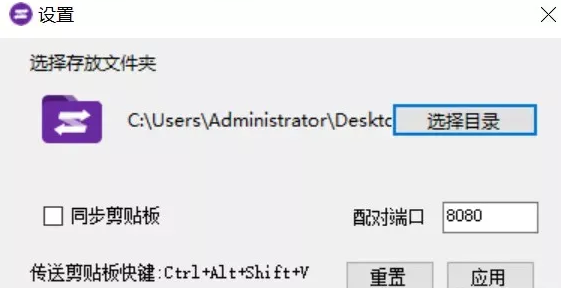 设置
选择存放文件夹
C:\Users\Administrator\Deskto 选择目录
同步剪贴板 配对端口 8080
传送剪贴板快键:Ctrl+Alt+Shift+V 重置 应用